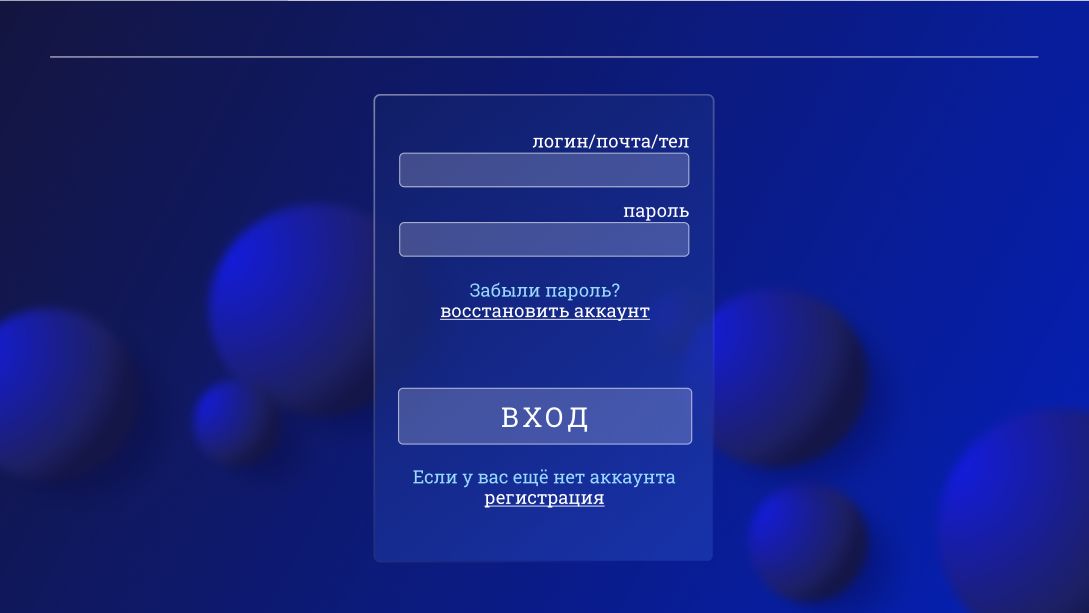 логин/почта/тел
пароль
Забыли пароль?
восстановить аккаунт
ВХОД
Если у вас ещё нет аккаунта
регистрация